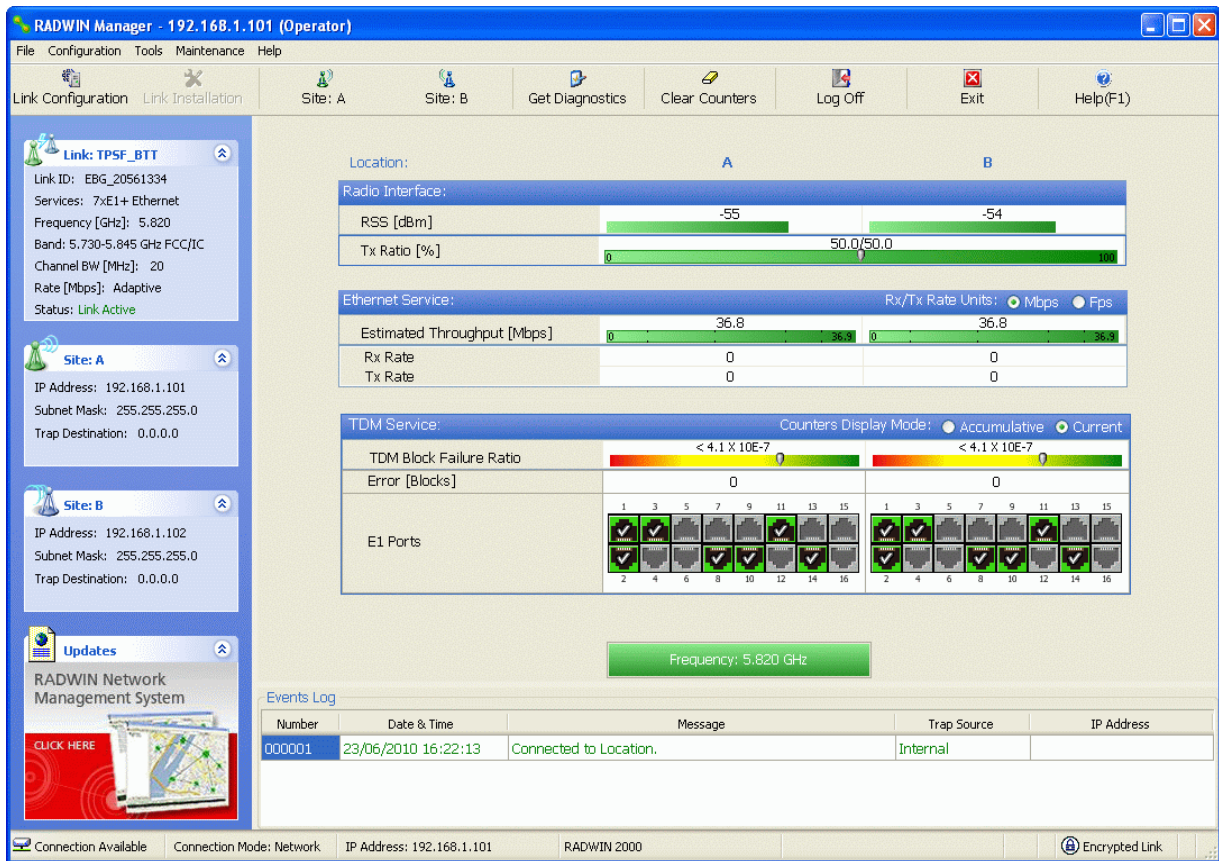 RADWIN Manager - 192.168.1.101 (Operator)
File Configuration Tools Maintenance Help
Link Configuration Link Installation Site: A Site: B Get Diagnostics Clear Counters Log Off Exit Help(F1)
Link: TPSF_BTT
Link ID: EBG_20561334
Services: 7xE1+ Ethernet
Frequency [GHz]: 5.820
Band: 5.730-5.845 GHz FCC/IC
Channel BW [MHz]: 20
Rate [Mbps]: Adaptive
Status: Link Active
Site: A
IP Address: 192.168.1.101
Subnet Mask: 255.255.255.0
Trap Destination: 0.0.0.0
Site: B
IP Address: 192.168.1.102
Subnet Mask: 255.255.255.0
Trap Destination: 0.0.0.0
Updates
RADWIN Network
Management System
CLICK HERE
Location: A B
Radio Interface:
RSS [dBm] -55 -54
Tx Ratio [%] 50.0/50.0
0 100
Ethernet Service: Rx/Tx Rate Units: Mbps Fps
Estimated Throughput [Mbps] 36.8 36.8
0 36.9 0 36.9
Rx Rate 0 0
Tx Rate 0 0
TDM Service: Counters Display Mode: Accumulative Current
TDM Block Failure Ratio < 4.1 X 10E-7 < 4.1 X 10E-7
Error [Blocks] 0 0
1 3 5 7 9 11 13 15 1 3 5 7 9 11 13 15
E1 Ports
2 4 6 8 10 12 14 16 2 4 6 8 10 12 14 16
Frequency: 5.820 GHz
Events Log
Number Date & Time Message Trap Source IP Address
000001 23/06/2010 16:22:13 Connected to Location. Internal
Connection Available Connection Mode: Network IP Address: 192.168.1.101 RADWIN 2000 Encrypted Link